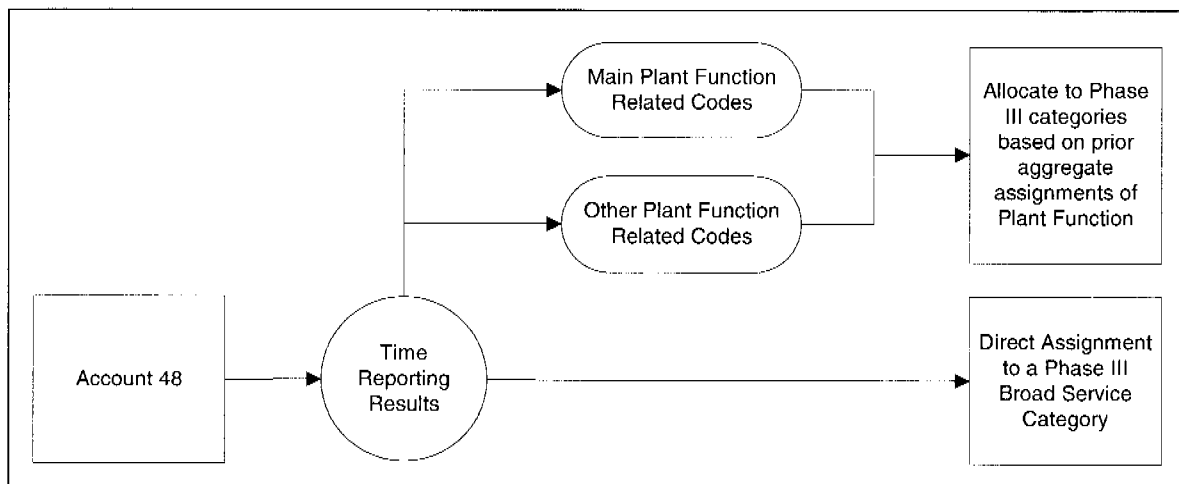 Main Plant Function
Related Codes
Allocate to Phase
III categories
based on prior
aggregate
assignments of
Plant Function
Other Plant Function
Related Codes
Account 48
Time
Reporting
Results
Direct Assignment
to a Phase III
Broad Service
Category